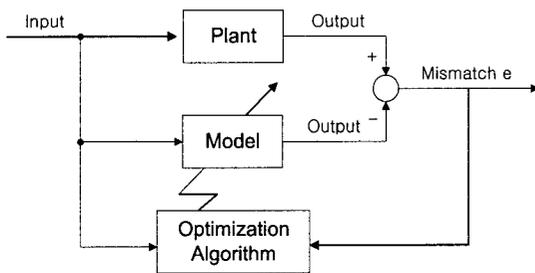 Input
Plant
Output
+
Mismatch e
Model
Output
−
Optimization
Algorithm